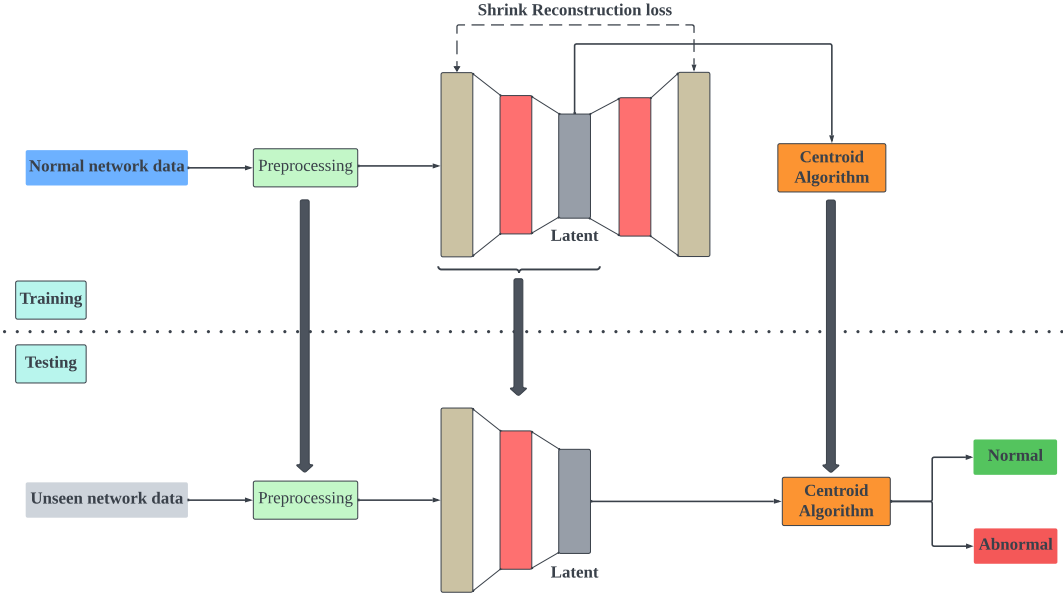 Shrink Reconstruction loss
Normal network data
Preprocessing
Centroid
Algorithm
Latent
Training
Testing
Unseen network data
Preprocessing
Centroid
Algorithm
Normal
Abnormal
Latent